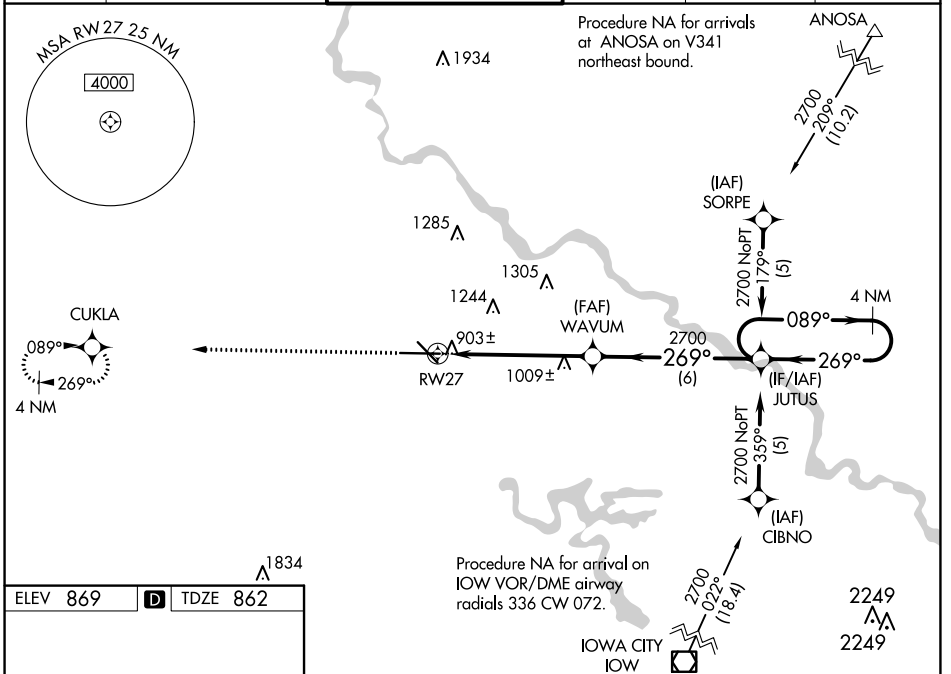 MSA RW27 25 NM
4000
1934
Procedure NA for arrivals
at ANOSA on V341
northeast bound.
ANOSA
2700
209°
(10.2)
(IAF)
SORPE
2700 NoPT
179°
(5)
1285
1305
1244
(FAF)
WAVUM
4 NM
089°
CUKLA
089°
269°
4 NM
903±
RW27
1009±
2700
269°
(6)
269°
(IF/IAF)
JUTUS
2700 NoPT
359°
(5)
(IAF)
CIBNO
1834
Procedure NA for arrival on
IOW VOR/DME airway
radials 336 CW 072.
2700
022°
(18.4)
IOWA CITY
IOW
2249
2249
ELEV 869 D TDZE 862